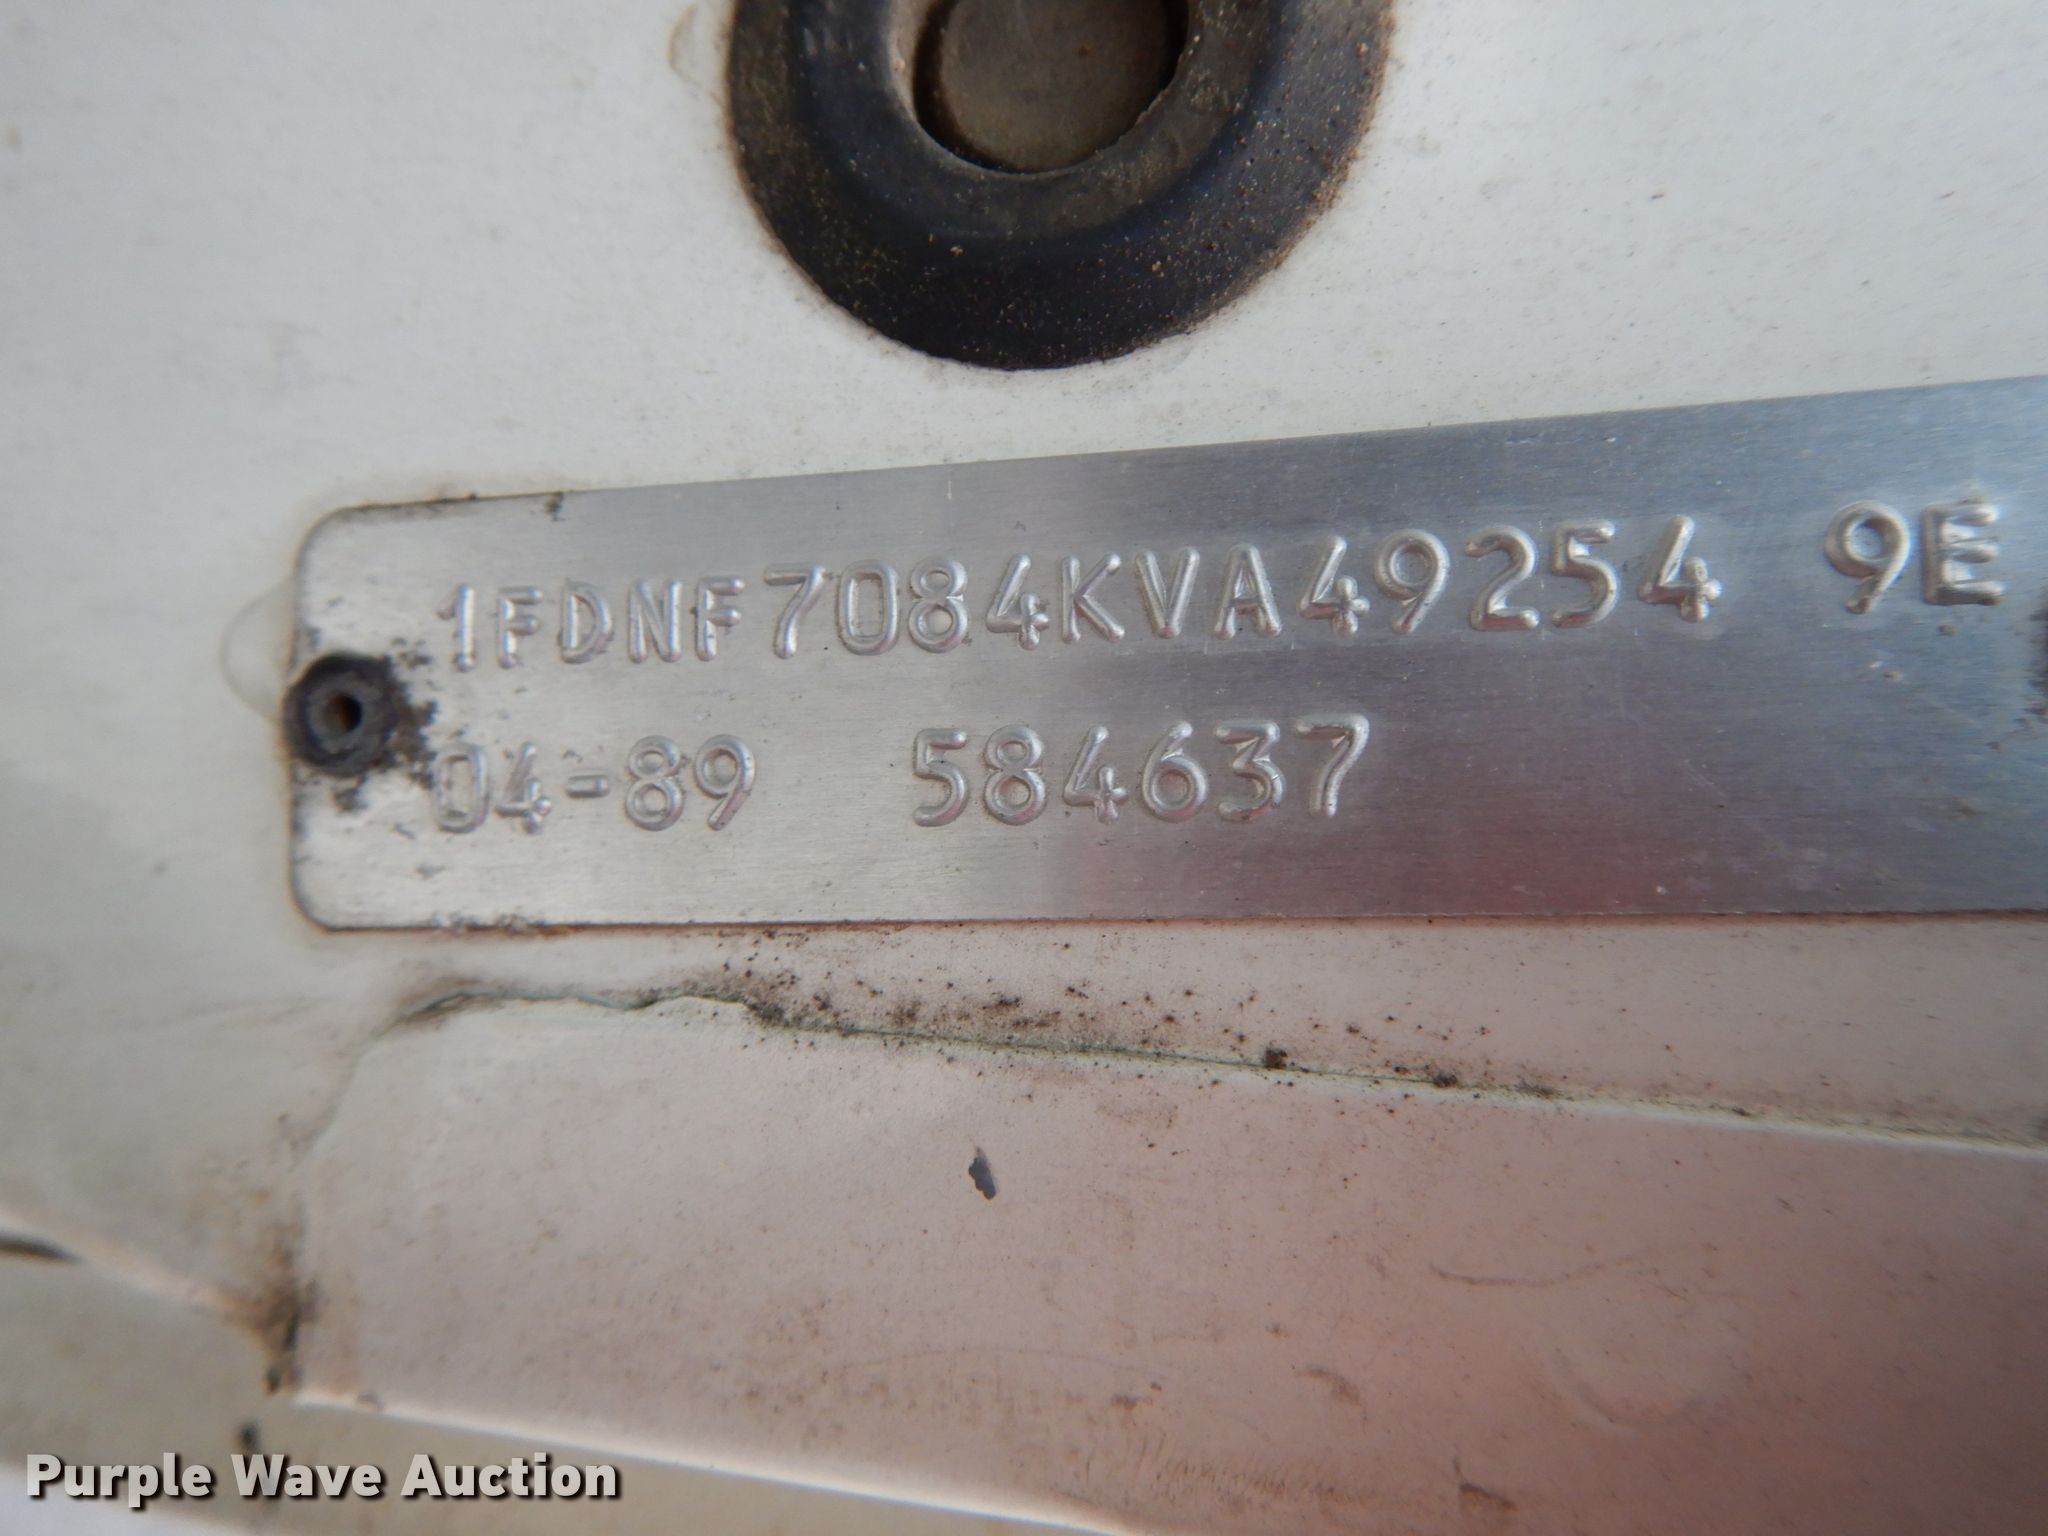 1FDNF7084KVA49254 9E
04-89 584637
Purple Wave Auction